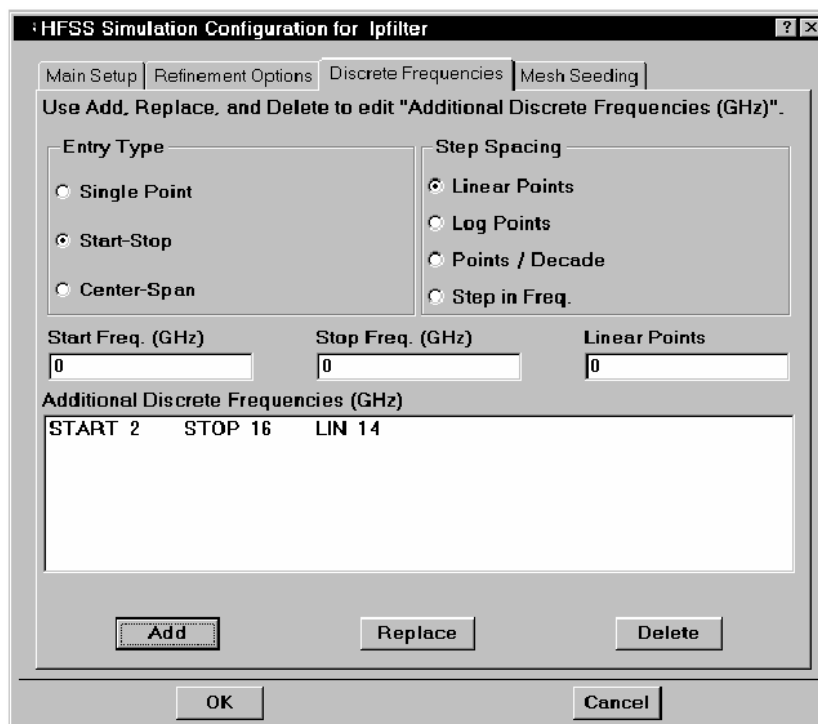 HFSS Simulation Configuration for lpfilter
? X
Main Setup Refinement Options Discrete Frequencies Mesh Seeding
Use Add, Replace, and Delete to edit "Additional Discrete Frequencies (GHz)".
Entry Type
Single Point
Start-Stop
Center-Span
Step Spacing
Linear Points
Log Points
Points / Decade
Step in Freq.
Start Freq. (GHz) Stop Freq. (GHz) Linear Points
0 0 0
Additional Discrete Frequencies (GHz)
START 2 STOP 16 LIN 14
Add Replace Delete
OK Cancel